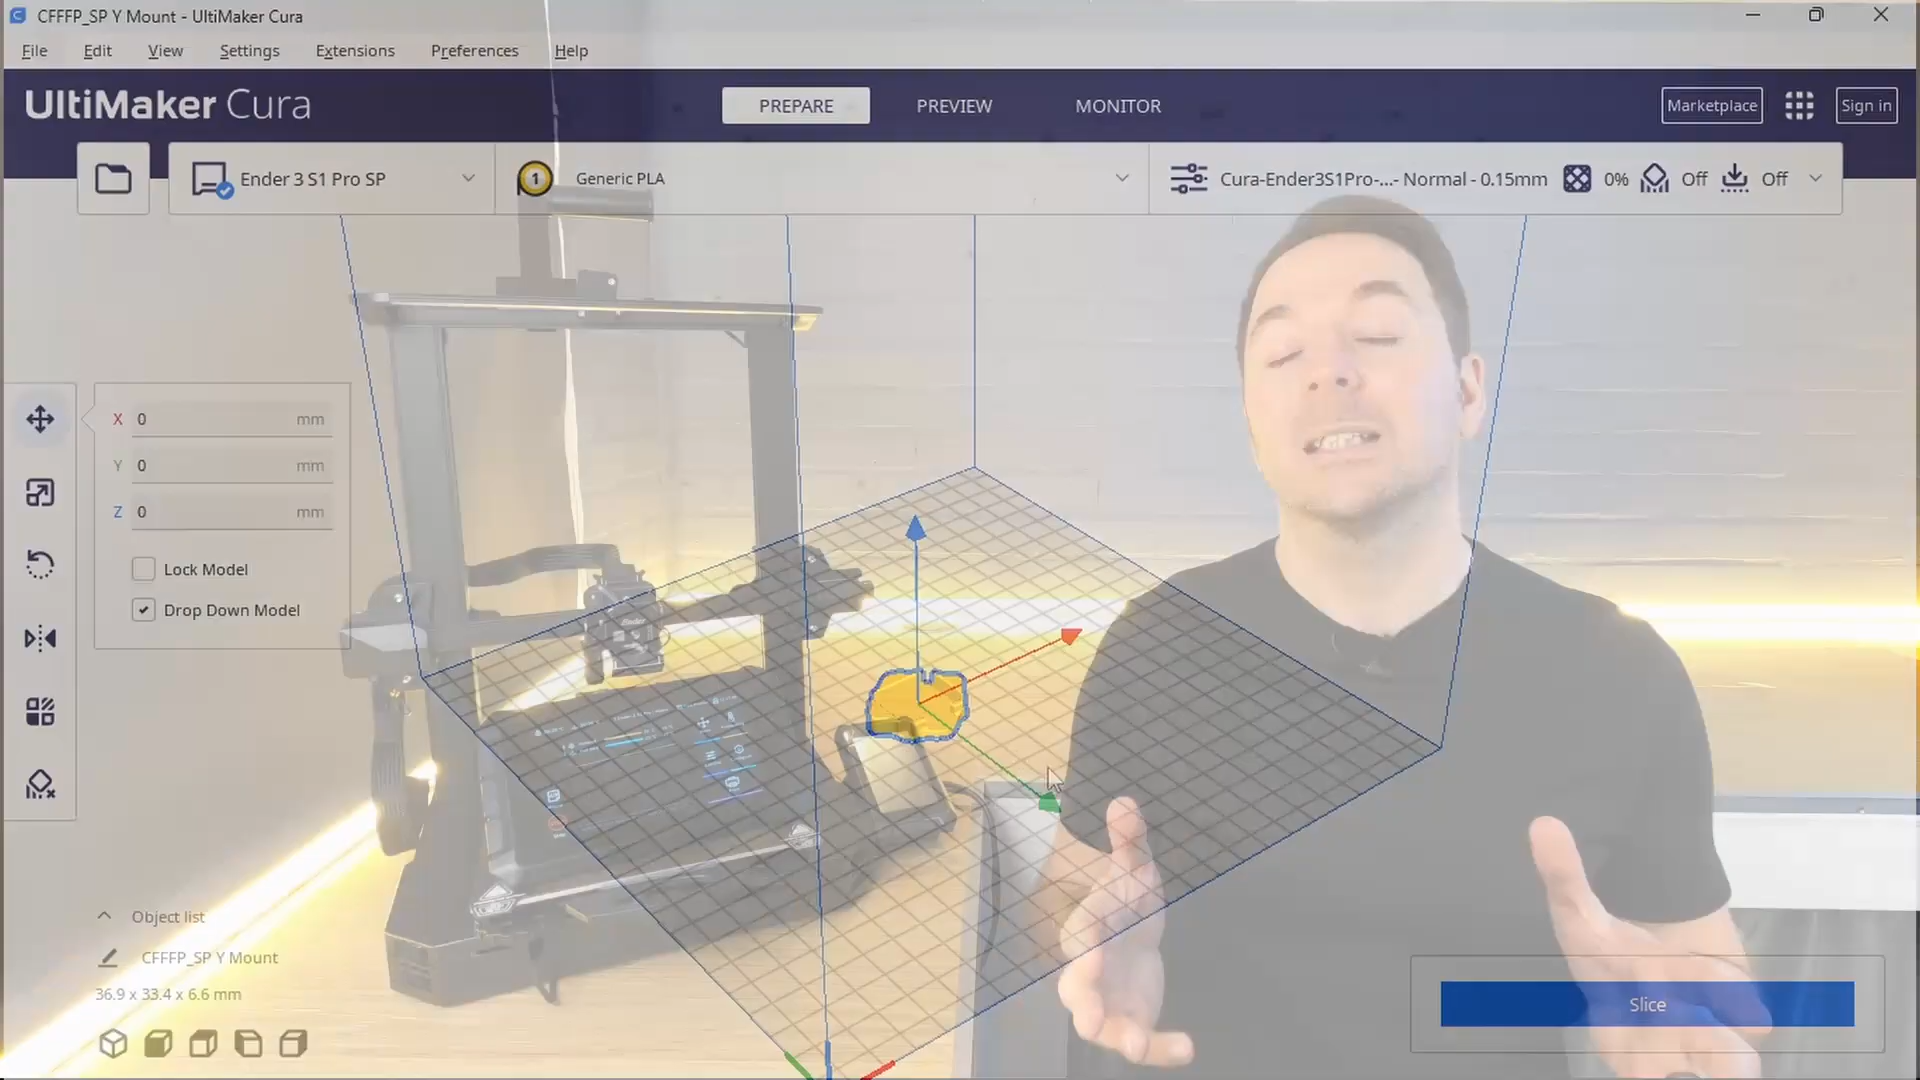 CFFFP_SP Y Mount - UltiMaker Cura
File Edit View Settings Extensions Preferences Help
UltiMaker Cura
PREPARE PREVIEW MONITOR
Marketplace Sign in
Ender 3 S1 Pro SP
1 Generic PLA
Cura-Ender3S1Pro-...- Normal - 0.15mm 0% Off Off
X 0 mm
Y 0 mm
Z 0 mm
Lock Model
Drop Down Model
Ender
Object list
CFFFP_SP Y Mount
36.9 x 33.4 x 6.6 mm
Slice